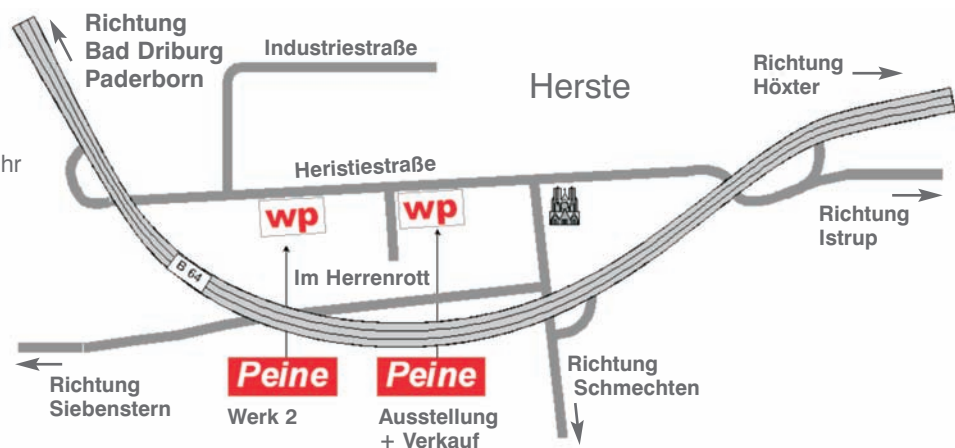 Richtung
Bad Driburg
Paderborn
Industriestraße
Herste
Richtung
Höxter
hr
Heristiestraße
wp
wp
Richtung
Istrup
B 64
Im Herrenrott
Peine
Peine
Richtung
Siebenstern
Werk 2
Ausstellung
+ Verkauf
Richtung
Schmechten